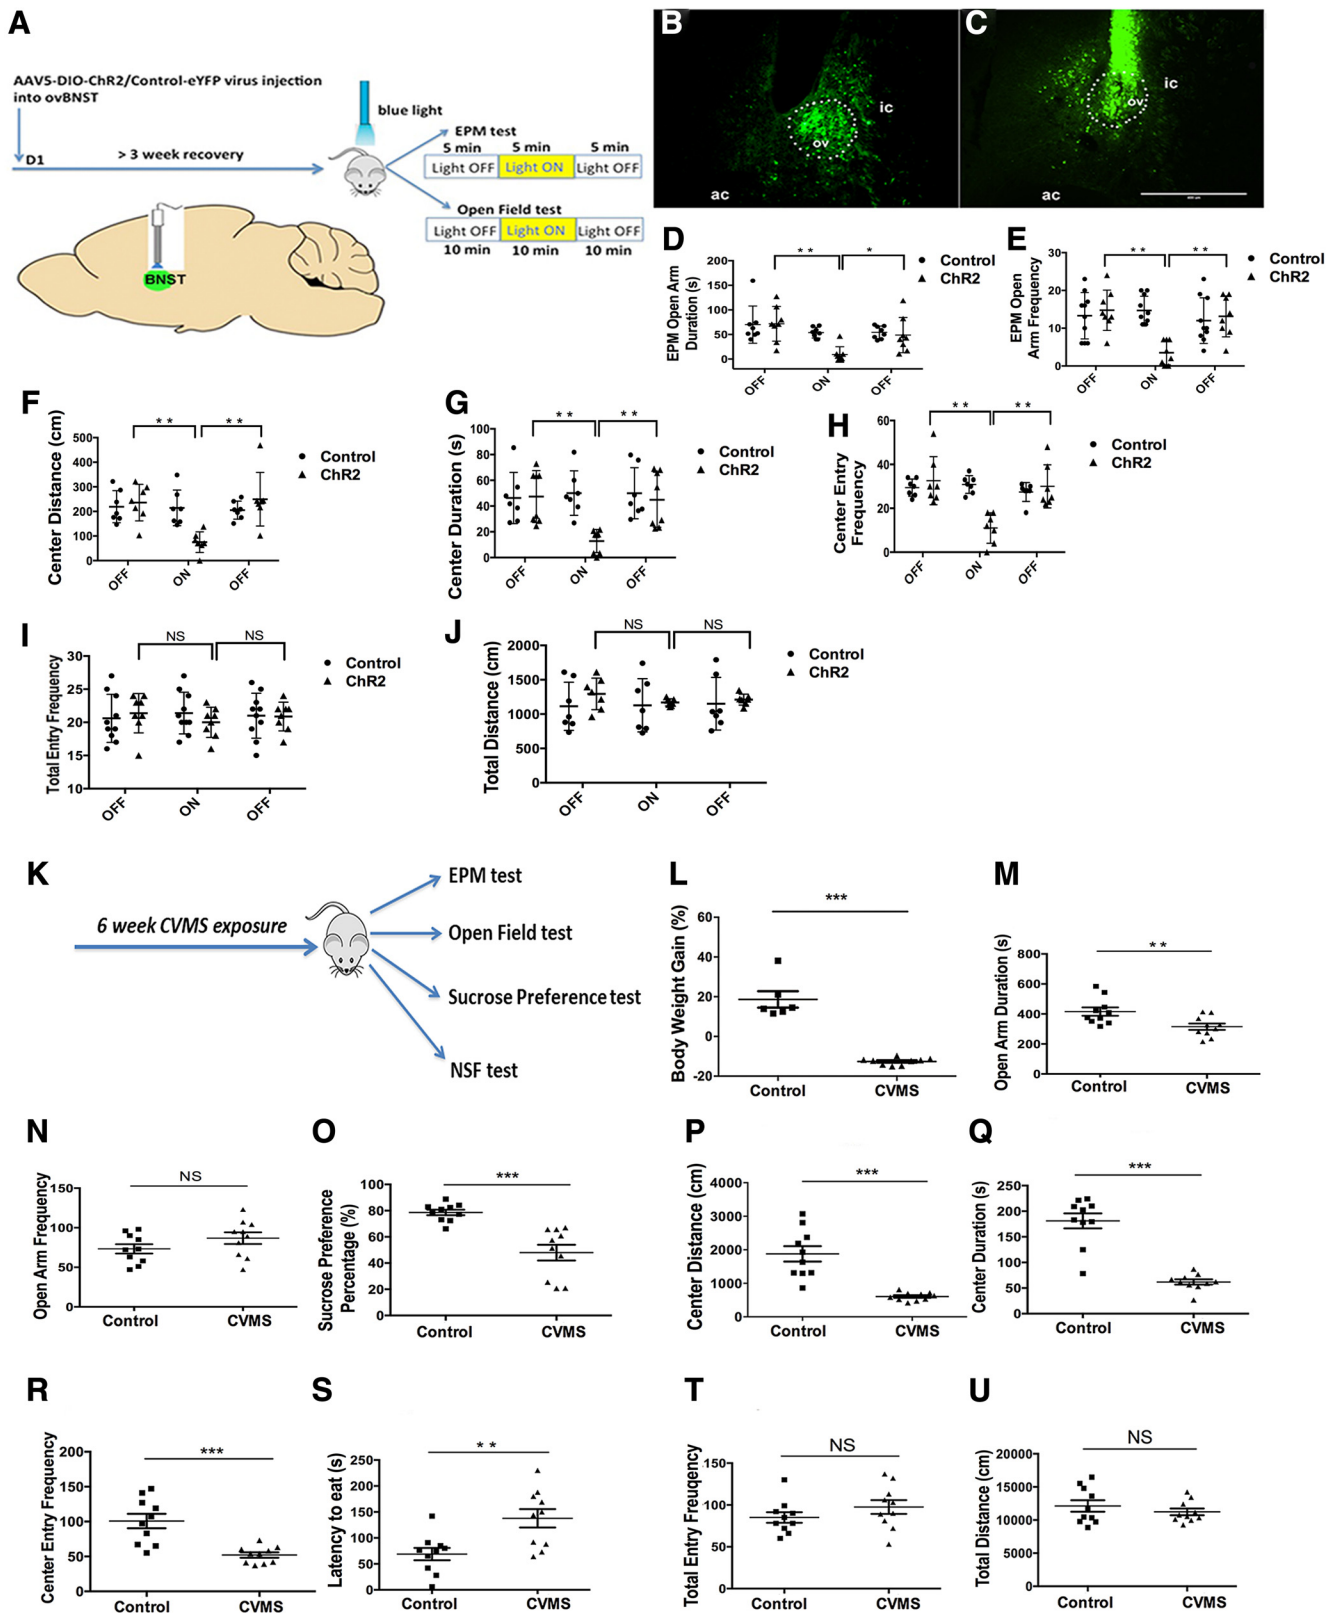 A
AAV5-DIO-ChR2/Control-eYFP virus injection
into ovBNST
D1
> 3 week recovery
blue light
EPM test
5 min 5 min 5 min
Light OFF Light ON Light OFF
Open Field test
Light OFF Light ON Light OFF
10 min 10 min 10 min
BNST
B
ic
ov
ac
C
ic
ov
ac
D
EPM Open Arm
Duration (s)
200
150
100
50
0
* *
*
Control
ChR2
OFF ON OFF
E
EPM Open
Arm Frequency
30
20
10
0
* *
* *
Control
ChR2
OFF ON OFF
F
Center Distance (cm)
500
400
300
200
100
0
* *
* *
Control
ChR2
OFF ON OFF
G
Center Duration (s)
100
80
60
40
20
0
* *
* *
Control
ChR2
OFF ON OFF
H
Center Entry
Frequency
60
40
20
0
* *
* *
Control
ChR2
OFF ON OFF
I
Total Entry Frequency
30
25
20
15
10
NS
NS
Control
ChR2
OFF ON OFF
J
Total Distance (cm)
2000
1500
1000
500
0
NS
NS
Control
ChR2
OFF ON OFF
K
6 week CVMS exposure
EPM test
Open Field test
Sucrose Preference test
NSF test
L
Body Weight Gain (%)
60
40
20
0
-20
***
Control CVMS
M
Open Arm Duration (s)
800
600
400
200
0
* *
Control CVMS
N
Open Arm Frequency
150
100
50
0
NS
Control CVMS
O
Sucrose Preference
Percentage (%)
100
80
60
40
20
0
***
Control CVMS
P
Center Distance (cm)
4000
3000
2000
1000
0
***
Control CVMS
Q
Center Duration (s)
250
200
150
100
50
0
***
Control CVMS
R
Center Entry Frequency
200
150
100
50
0
***
Control CVMS
S
Latency to eat (s)
250
200
150
100
50
0
* *
Control CVMS
T
Total Entry Freuqency
150
100
50
0
NS
Control CVMS
U
Total Distance (cm)
20000
15000
10000
5000
0
NS
Control CVMS